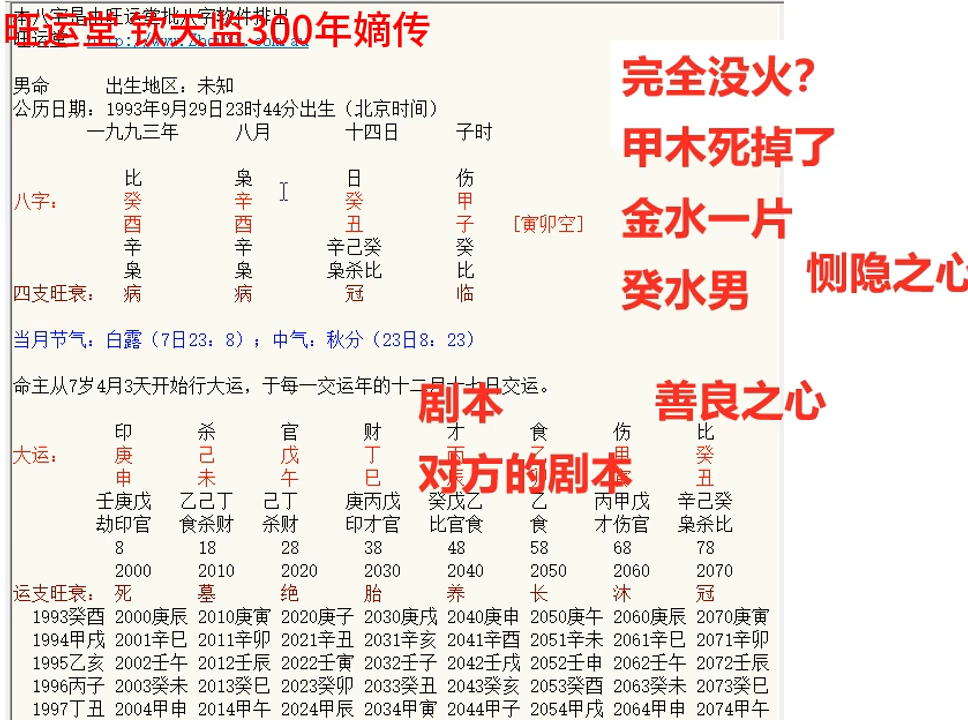 本八字是由旺运堂批八字软件排出
旺运堂 钦天监300年嫡传
旺运堂
完全没火?
甲木死掉了
金水一片
癸水男
恻隐之心
善良之心
剧本
对方的剧本
男命 出生地区：未知
公历日期：1993年9月29日23时44分出生（北京时间）
一九九三年 八月 十四日 子时
比 枭 日 伤
八字： 癸 辛 癸 甲
酉 酉 丑 子 [寅卯空]
辛 辛 辛己癸 癸
枭 枭 枭杀比 比
四支旺衰： 病 病 冠 临
当月节气：白露（7日23：8）；中气：秋分（23日8：23）
命主从7岁4月3天开始行大运，于每一交运年的十二月十七日交运。
印 杀 官 财 才 食 伤 比
大运： 庚 己 戊 丁 丙 乙 甲 癸
申 未 午 巳 辰 丑
壬庚戊 乙己丁 己丁 庚丙戊 癸戊乙 乙 丙甲戊 辛己癸
劫印官 食杀财 杀财 印才官 比官食 食 才伤官 枭杀比
8 18 28 38 48 58 68 78
2000 2010 2020 2030 2040 2050 2060 2070
运支旺衰： 死 墓 绝 胎 养 长 沐 冠
1993癸酉 2000庚辰 2010庚寅 2020庚子 2030庚戌 2040庚申 2050庚午 2060庚辰 2070庚寅
1994甲戌 2001辛巳 2011辛卯 2021辛丑 2031辛亥 2041辛酉 2051辛未 2061辛巳 2071辛卯
1995乙亥 2002壬午 2012壬辰 2022壬寅 2032壬子 2042壬戌 2052壬申 2062壬午 2072壬辰
1996丙子 2003癸未 2013癸巳 2023癸卯 2033癸丑 2043癸亥 2053癸酉 2063癸未 2073癸巳
1997丁丑 2004甲申 2014甲午 2024甲辰 2034甲寅 2044甲子 2054甲戌 2064甲申 2074甲午